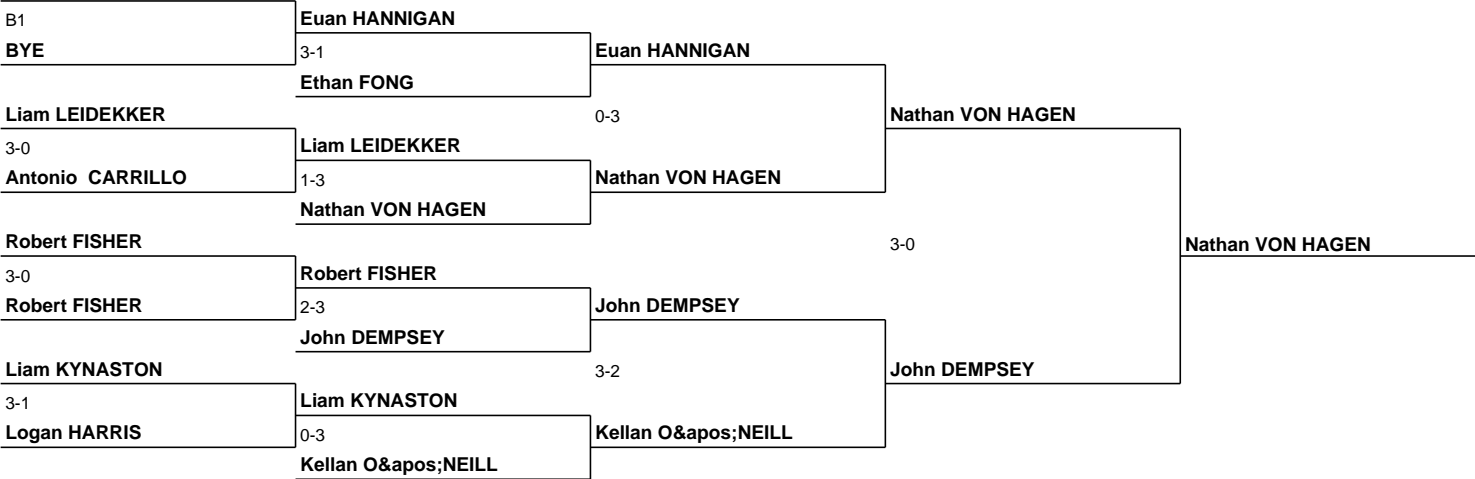 B1
BYE
Liam LEIDEKKER
3-0
Antonio CARRILLO
Robert FISHER
3-0
Robert FISHER
Liam KYNASTON
3-1
Logan HARRIS
Euan HANNIGAN
3-1
Ethan FONG
Liam LEIDEKKER
1-3
Nathan VON HAGEN
Robert FISHER
2-3
John DEMPSEY
Liam KYNASTON
0-3
Kellan O&apos;NEILL
Euan HANNIGAN
0-3
Nathan VON HAGEN
John DEMPSEY
3-2
Kellan O&apos;NEILL
Nathan VON HAGEN
3-0
John DEMPSEY
Nathan VON HAGEN